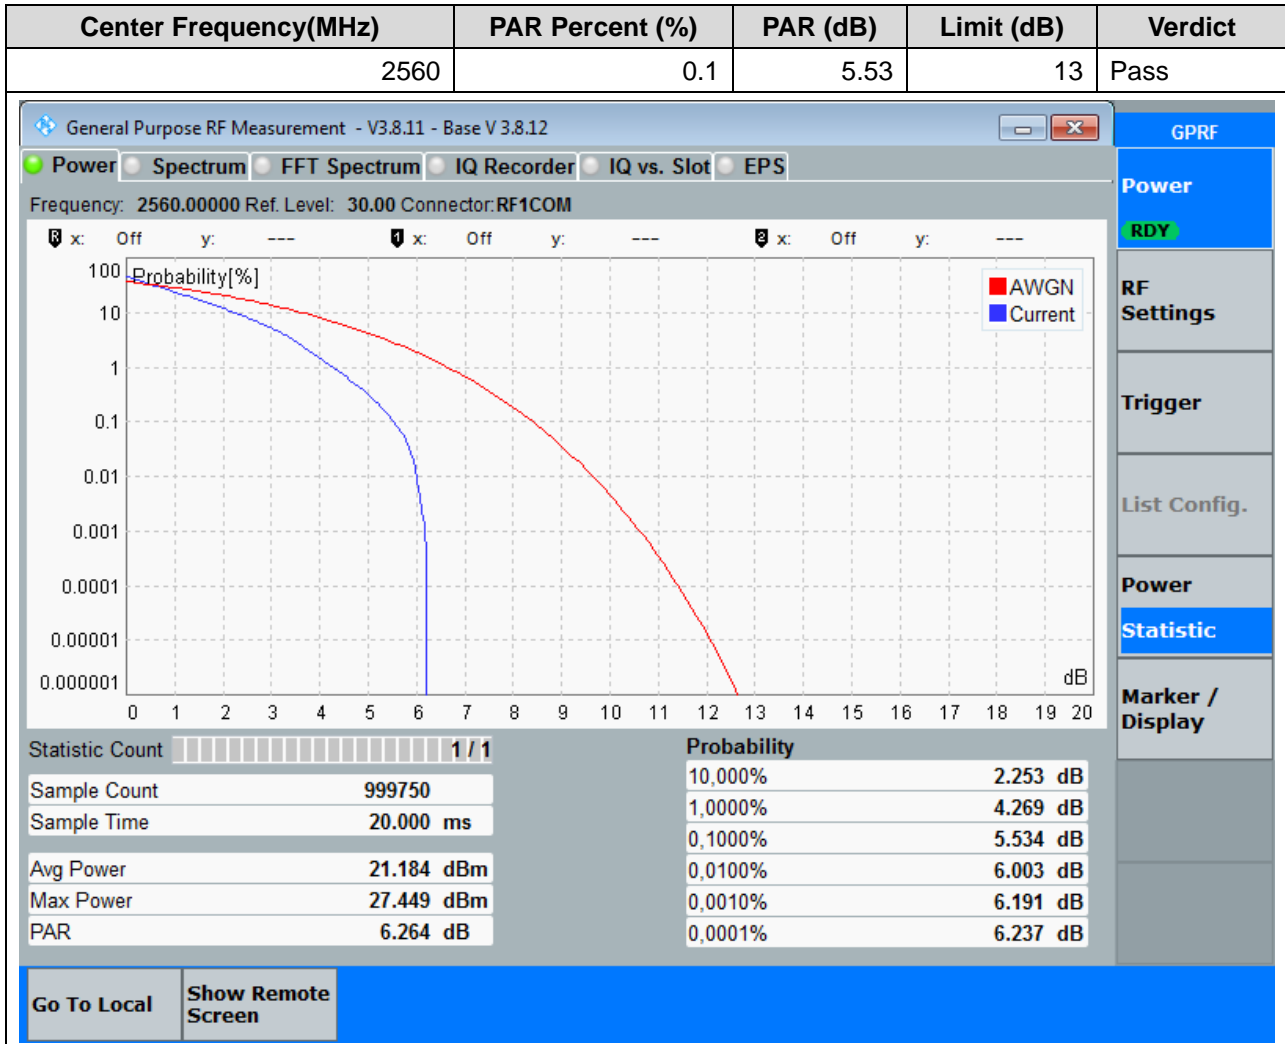 Center Frequency(MHz) PAR Percent (%) PAR (dB) Limit (dB) Verdict
2560 0.1 5.53 13 Pass
General Purpose RF Measurement - V3.8.11 - Base V 3.8.12
GPRF
Power Spectrum FFT Spectrum IQ Recorder IQ vs. Slot EPS
Frequency: 2560.00000 Ref. Level: 30.00 Connector:RF1COM
R x: Off y: --- 1 x: Off y: --- 2 x: Off y: ---
Probability[%]
100
10
1
0.1
0.01
0.001
0.0001
0.00001
0.000001
AWGN
Current
dB
0 1 2 3 4 5 6 7 8 9 10 11 12 13 14 15 16 17 18 19 20
Statistic Count 1 / 1
Sample Count 999750
Sample Time 20.000 ms
Avg Power 21.184 dBm
Max Power 27.449 dBm
PAR 6.264 dB
Probability
10,000% 2.253 dB
1,0000% 4.269 dB
0,1000% 5.534 dB
0,0100% 6.003 dB
0,0010% 6.191 dB
0,0001% 6.237 dB
Power
RDY
RF
Settings
Trigger
List Config.
Power
Statistic
Marker /
Display
Go To Local
Show Remote
Screen